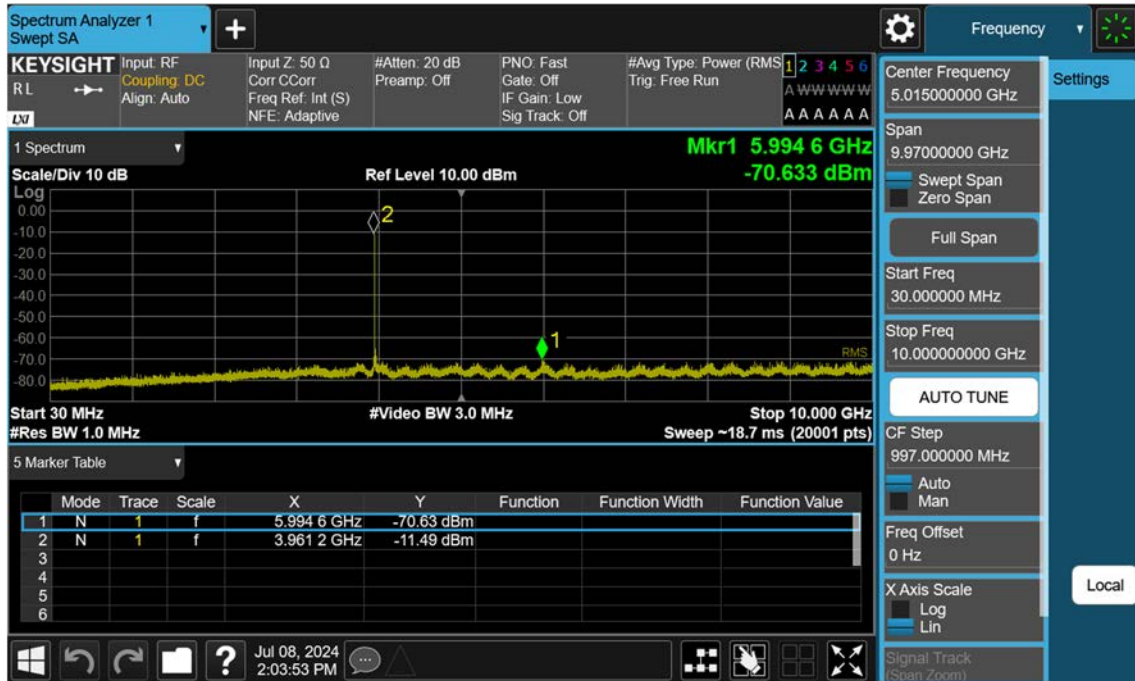 Spectrum Analyzer 1
Swept SA
Frequency
KEYSIGHT
RL
LXI
Input: RF
Coupling: DC
Align: Auto
Input Z: 50 Ω
Corr CCorr
Freq Ref: Int (S)
NFE: Adaptive
#Atten: 20 dB
Preamp: Off
PNO: Fast
Gate: Off
IF Gain: Low
Sig Track: Off
#Avg Type: Power (RMS
Trig: Free Run
1 2 3 4 5 6
A W W W W W
A A A A A A
1 Spectrum
Scale/Div 10 dB
Ref Level 10.00 dBm
Mkr1 5.994 6 GHz
-70.633 dBm
Log
0.00
-10.0
-20.0
-30.0
-40.0
-50.0
-60.0
-70.0
-80.0
2
1
RMS
Start 30 MHz
#Res BW 1.0 MHz
#Video BW 3.0 MHz
Stop 10.000 GHz
Sweep ~18.7 ms (20001 pts)
5 Marker Table
Mode Trace Scale X Y Function Function Width Function Value
1 N 1 f 5.994 6 GHz -70.63 dBm
2 N 1 f 3.961 2 GHz -11.49 dBm
3
4
5
6
Jul 08, 2024
2:03:53 PM
Center Frequency
5.015000000 GHz
Span
9.97000000 GHz
Swept Span
Zero Span
Full Span
Start Freq
30.000000 MHz
Stop Freq
10.000000000 GHz
AUTO TUNE
CF Step
997.000000 MHz
Auto
Man
Freq Offset
0 Hz
X Axis Scale
Log
Lin
Signal Track
(Span Zoom)
Settings
Local